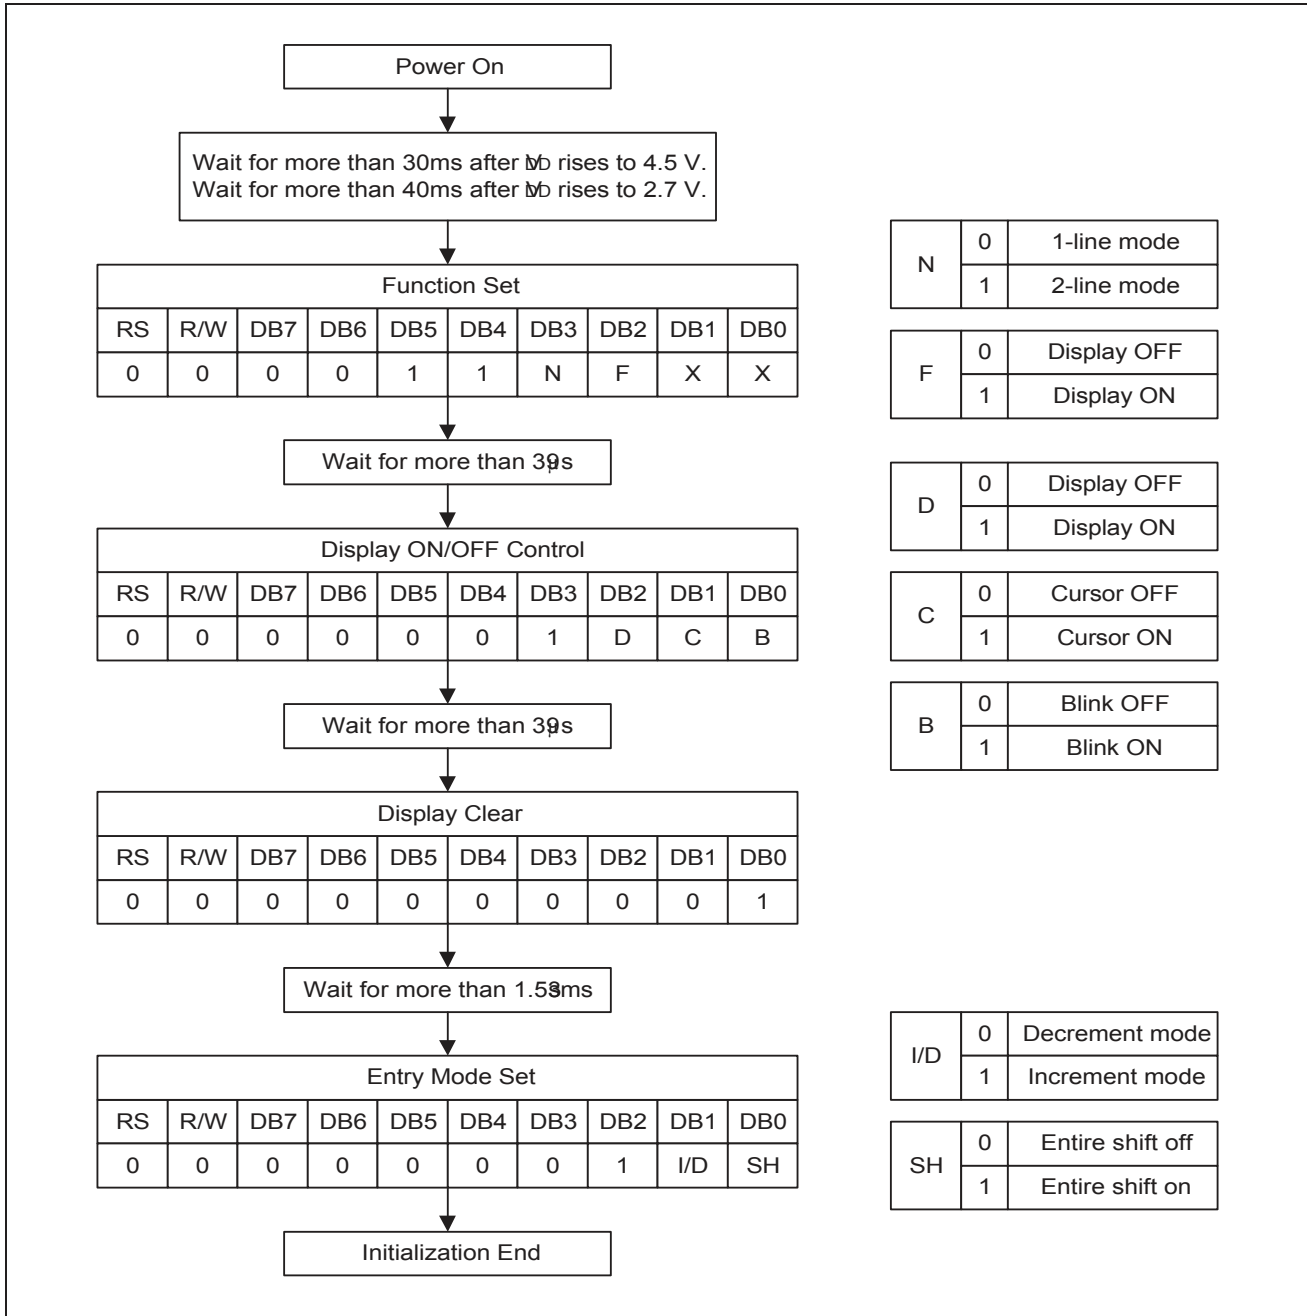 Power On
Wait for more than 30ms after VDD rises to 4.5 V.
Wait for more than 40ms after VDD rises to 2.7 V.
Function Set
RS R/W DB7 DB6 DB5 DB4 DB3 DB2 DB1 DB0
0 0 0 0 1 1 N F X X
Wait for more than 39μs
Display ON/OFF Control
RS R/W DB7 DB6 DB5 DB4 DB3 DB2 DB1 DB0
0 0 0 0 0 0 1 D C B
Wait for more than 39μs
Display Clear
RS R/W DB7 DB6 DB5 DB4 DB3 DB2 DB1 DB0
0 0 0 0 0 0 0 0 0 1
Wait for more than 1.53ms
Entry Mode Set
RS R/W DB7 DB6 DB5 DB4 DB3 DB2 DB1 DB0
0 0 0 0 0 0 0 1 I/D SH
Initialization End
N
0 1-line mode
1 2-line mode
F
0 Display OFF
1 Display ON
D
0 Display OFF
1 Display ON
C
0 Cursor OFF
1 Cursor ON
B
0 Blink OFF
1 Blink ON
I/D
0 Decrement mode
1 Increment mode
SH
0 Entire shift off
1 Entire shift on